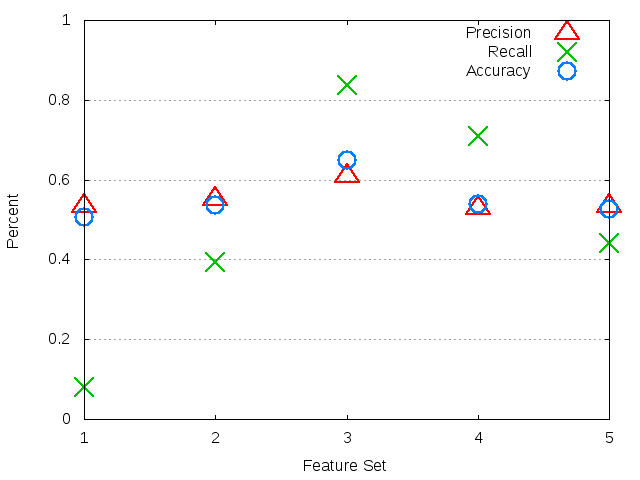 Precision
Recall
Accuracy
1
0.8
0.6
0.4
0.2
0
Percent
1 2 3 4 5
Feature Set